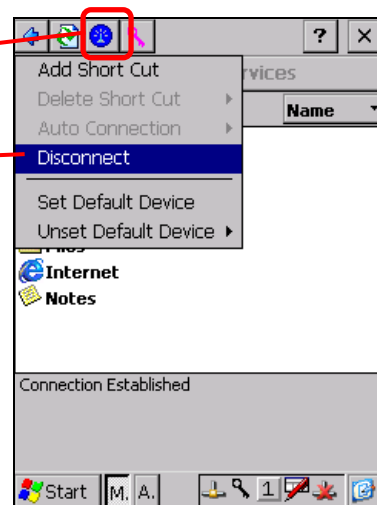 ?
Add Short Cut
rvices
Delete Short Cut
Name
Auto Connection
Disconnect
Set Default Device
Unset Default Device
Internet
Notes
Connection Established
Start M. A. 1